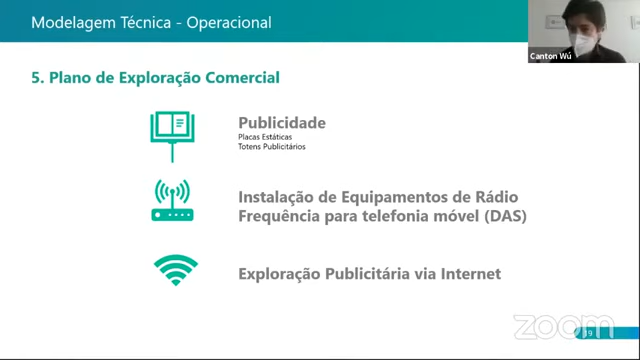 Modelagem Técnica - Operacional
Canton Wú
5. Plano de Exploração Comercial
Publicidade
Placas Estáticas
Totens Publicitários
Instalação de Equipamentos de Rádio
Frequência para telefonia móvel (DAS)
Exploração Publicitária via Internet
zoom
19